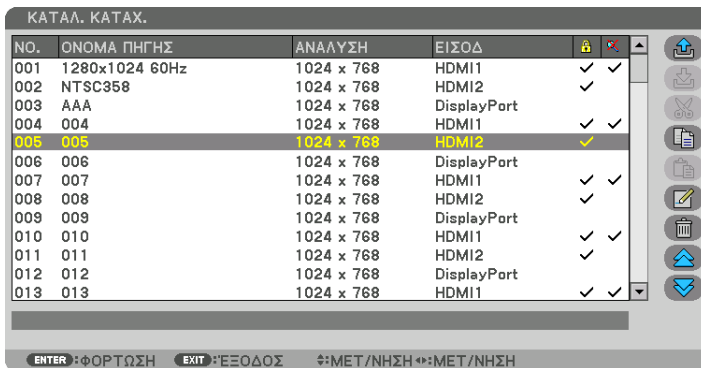 ΚΑΤΑΛ. ΚΑΤΑΧ.
NO. ΟΝΟΜΑ ΠΗΓΗΣ ΑΝΑΛΥΣΗ ΕΙΣΟΔ
001 1280x1024 60Hz 1024 x 768 HDMI1 ✓ ✓
002 NTSC358 1024 x 768 HDMI2 ✓
003 AAA 1024 x 768 DisplayPort
004 004 1024 x 768 HDMI1 ✓ ✓
005 005 1024 x 768 HDMI2 ✓
006 006 1024 x 768 DisplayPort
007 007 1024 x 768 HDMI1 ✓ ✓
008 008 1024 x 768 HDMI2 ✓
009 009 1024 x 768 DisplayPort
010 010 1024 x 768 HDMI1 ✓ ✓
011 011 1024 x 768 HDMI2 ✓
012 012 1024 x 768 DisplayPort
013 013 1024 x 768 HDMI1 ✓ ✓
ENTER :ΦΟΡΤΩΣΗ EXIT :ΈΞΟΔΟΣ :ΜΕΤ/ΝΗΣΗ :ΜΕΤ/ΝΗΣΗ